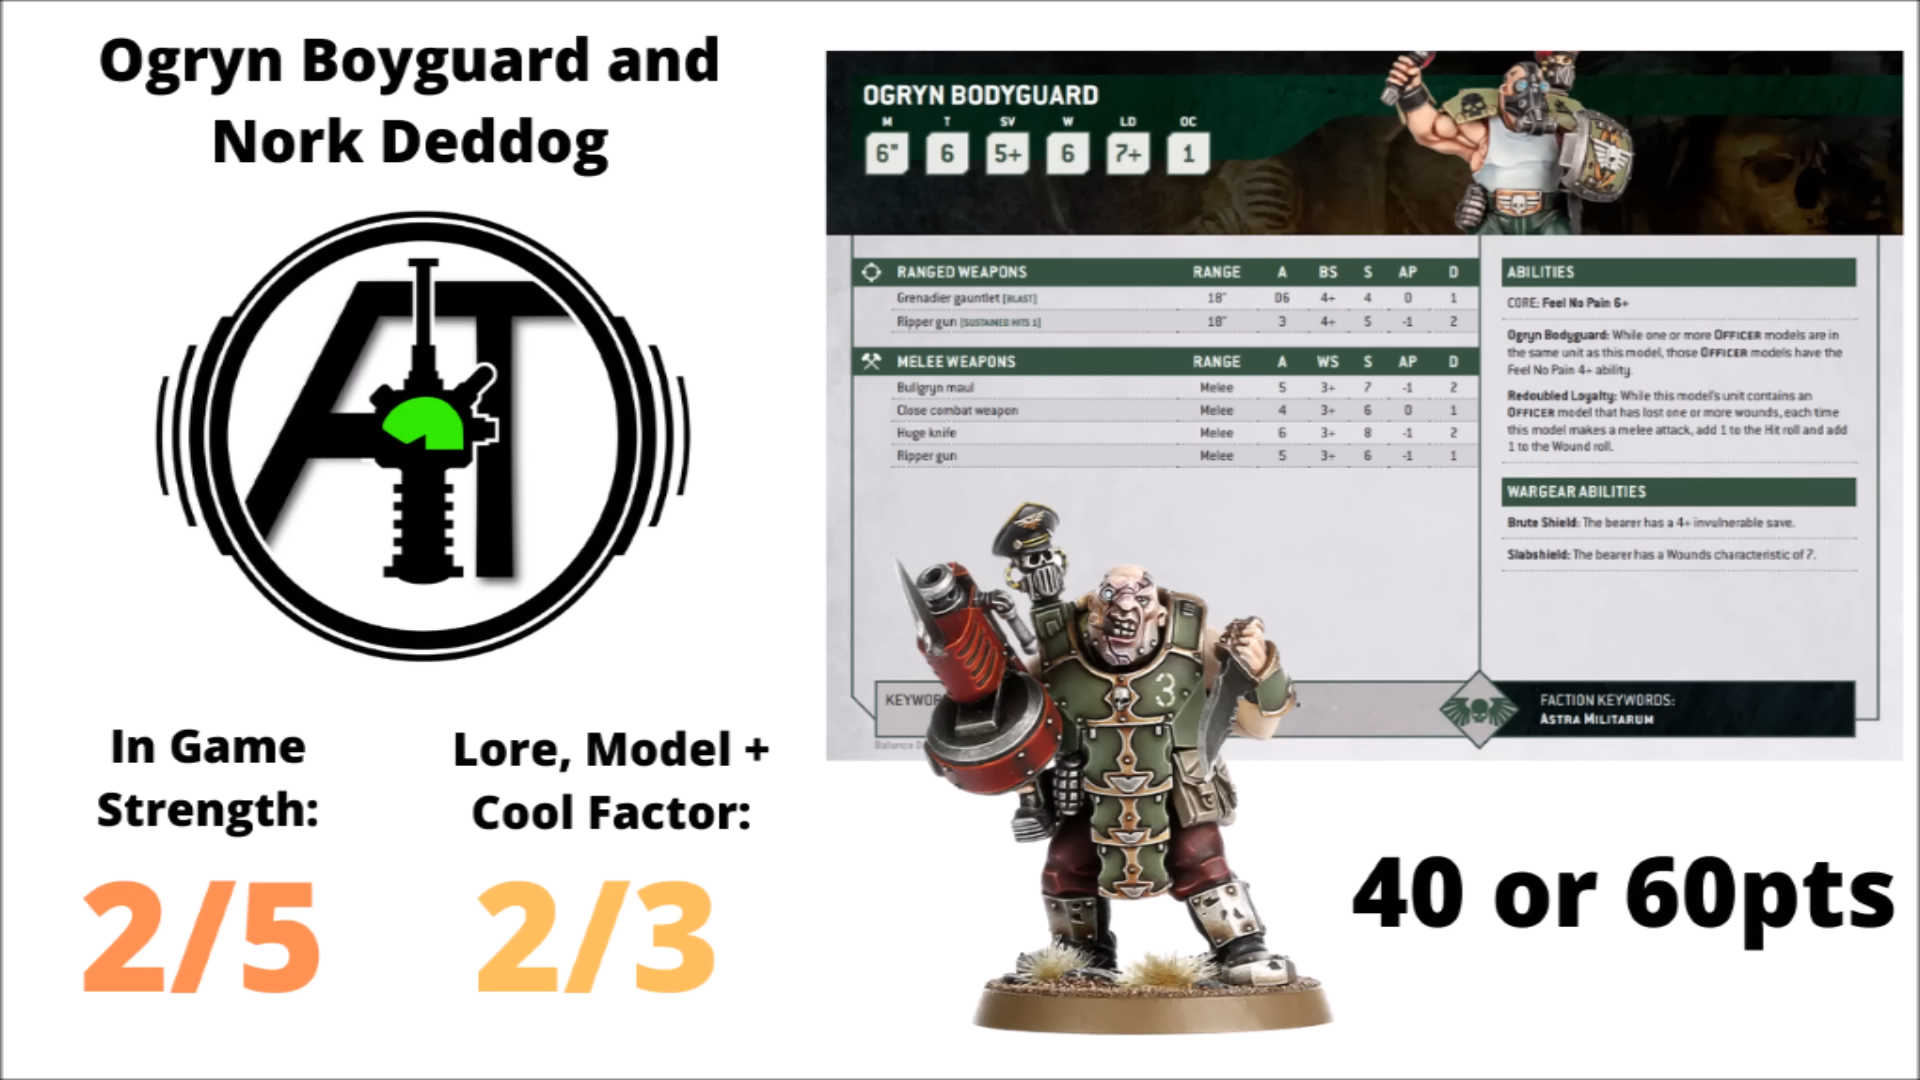 Ogryn Boyguard and
Nork Deddog
AT
In Game
Strength:
2/5
Lore, Model +
Cool Factor:
2/3
OGRYN BODYGUARD
M T SV W LD OC
6" 6 5+ 6 7+ 1
RANGED WEAPONS RANGE A BS S AP D
Grenadier gauntlet [BLAST] 18" D6 4+ 4 0 1
Ripper gun [SUSTAINED HITS 1] 18" 3 4+ 5 -1 2
MELEE WEAPONS RANGE A WS S AP D
Bullgryn maul Melee 5 3+ 7 -1 2
Close combat weapon Melee 4 3+ 6 0 1
Huge knife Melee 6 3+ 8 -1 2
Ripper gun Melee 5 3+ 6 -1 1
ABILITIES
CORE: Feel No Pain 6+
Ogryn Bodyguard: While one or more OFFICER models are in
the same unit as this model, those OFFICER models have the
Feel No Pain 4+ ability.
Redoubled Loyalty: While this model's unit contains an
OFFICER model that has lost one or more wounds, each time
this model makes a melee attack, add 1 to the Hit roll and add
1 to the Wound roll.
WARGEAR ABILITIES
Brute Shield: The bearer has a 4+ invulnerable save.
Slabshield: The bearer has a Wounds characteristic of 7.
KEYWOR
FACTION KEYWORDS:
ASTRA MILITARUM
Balance D
3
40 or 60pts